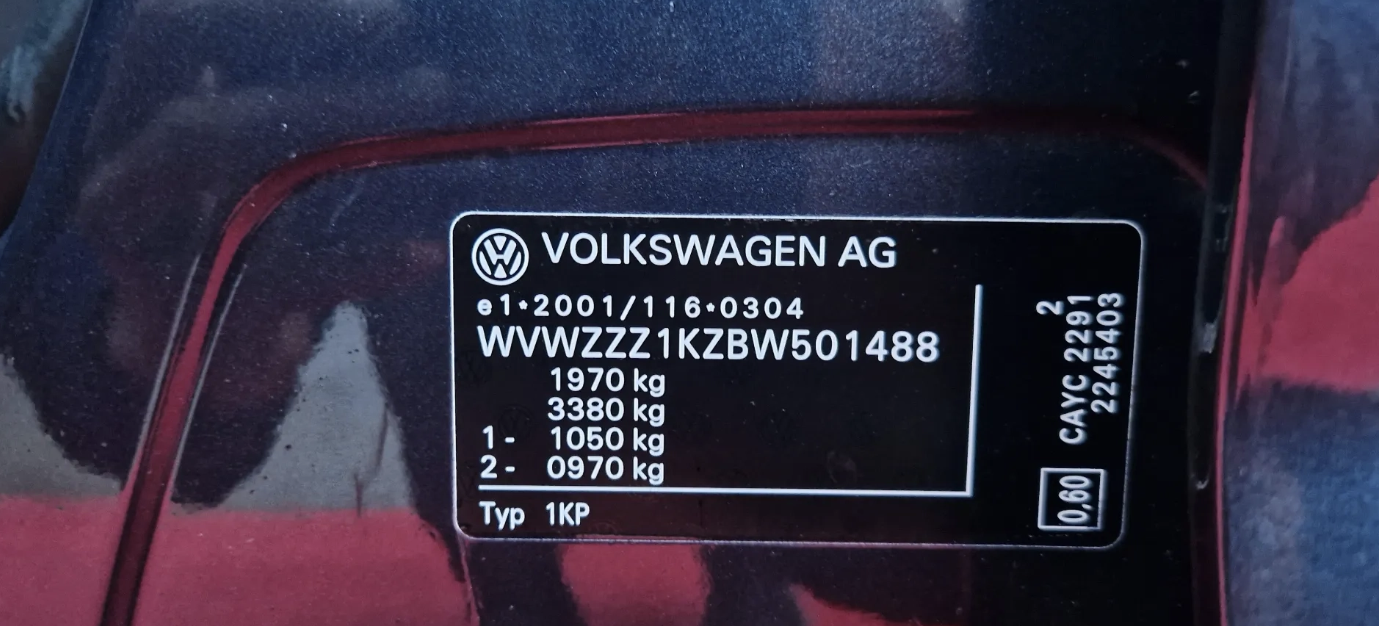 VOLKSWAGEN AG
e1*2001/116*0304
WVWZZZ1KZBW501488
1970 kg
3380 kg
1- 1050 kg
2- 0970 kg
Typ 1KP
2
CAYC 2291
2245403
0,60